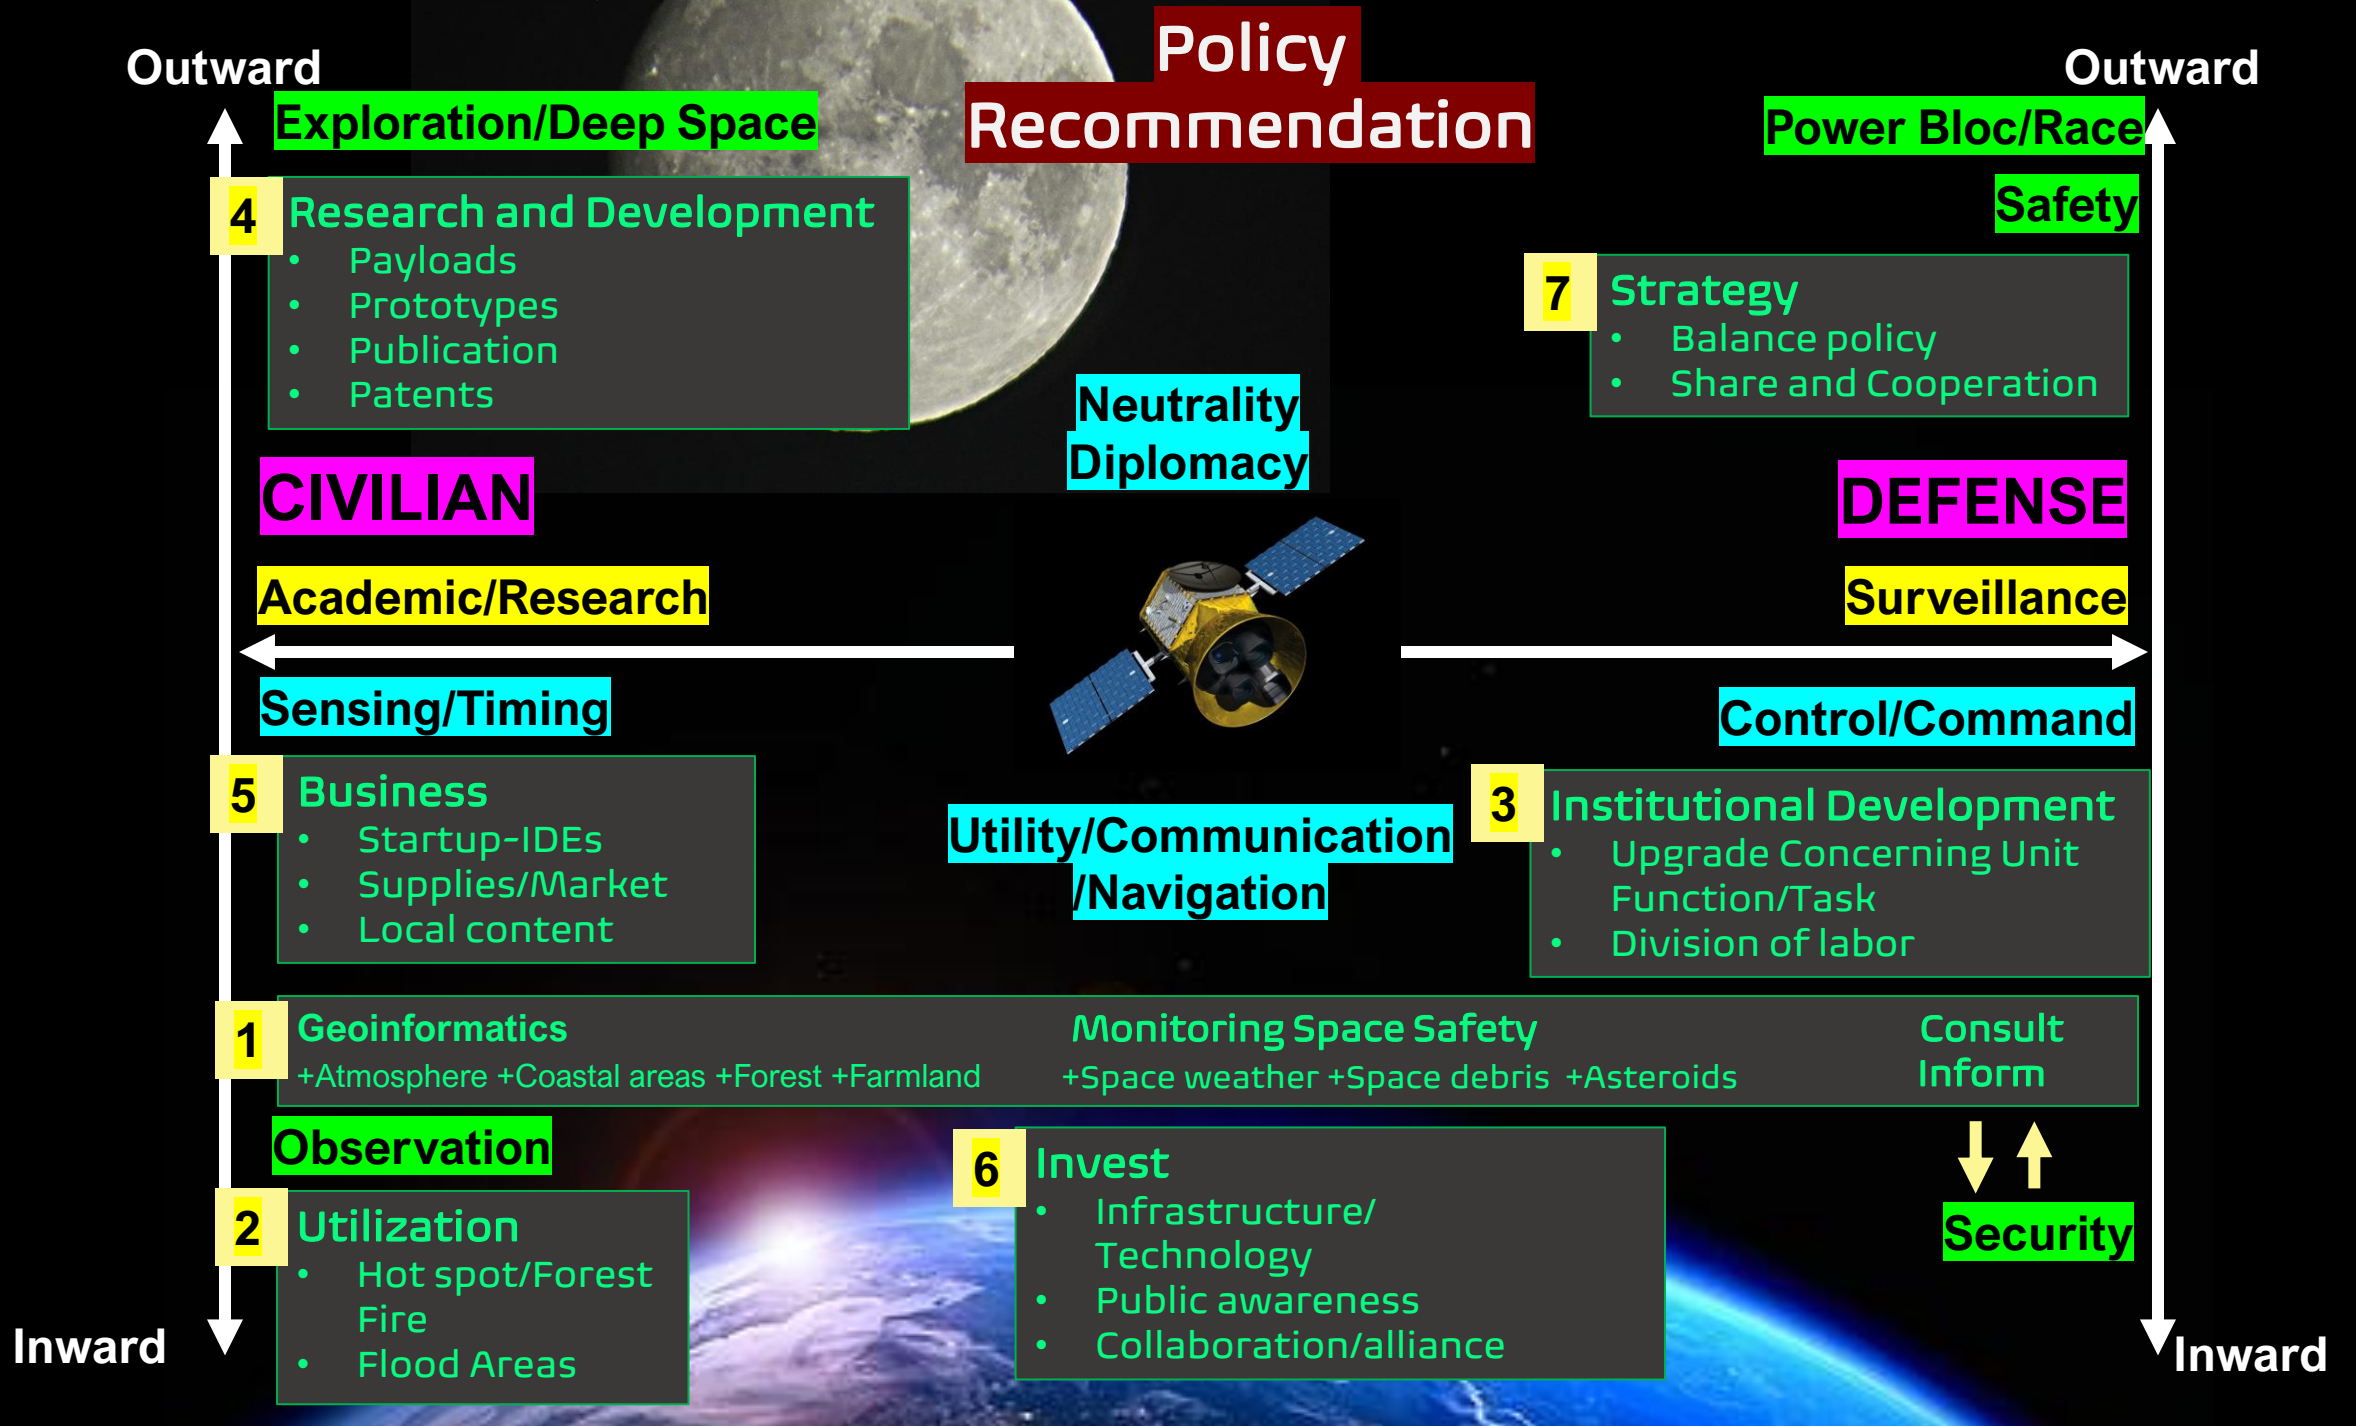 Policy
Recommendation
Outward
Outward
Exploration/Deep Space
Power Bloc/Race
Safety
4
Research and Development
• Payloads
• Prototypes
• Publication
• Patents
7
Strategy
• Balance policy
• Share and Cooperation
Neutrality
Diplomacy
CIVILIAN
DEFENSE
Academic/Research
Surveillance
Sensing/Timing
Control/Command
5
Business
• Startup-IDEs
• Supplies/Market
• Local content
Utility/Communication
/Navigation
3
Institutional Development
• Upgrade Concerning Unit
Function/Task
• Division of labor
1
Geoinformatics
+Atmosphere +Coastal areas +Forest +Farmland
Monitoring Space Safety
+Space weather +Space debris +Asteroids
Consult
Inform
Observation
2
Utilization
• Hot spot/Forest
Fire
• Flood Areas
6
Invest
• Infrastructure/
Technology
• Public awareness
• Collaboration/alliance
Security
Inward
Inward